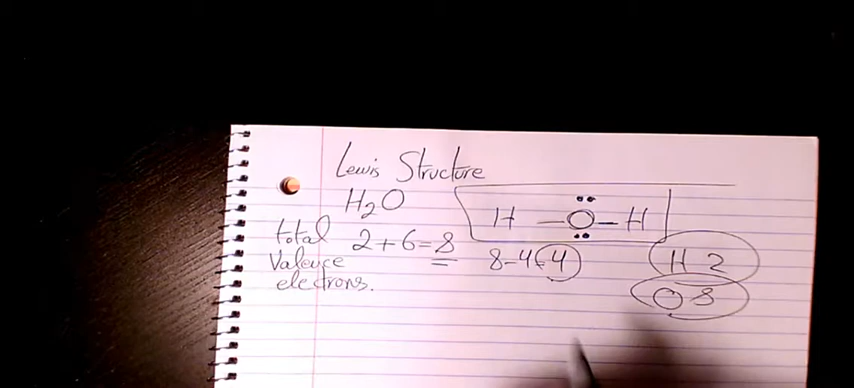 Lewis Structure
H₂O
H – Ö – H
total 2+6=8
Valence
electrons.
8-4=4
H 2
O 8